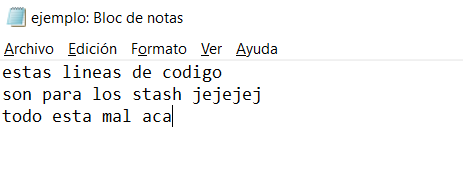 ejemplo: Bloc de notas
Archivo Edición Formato Ver Ayuda
estas lineas de codigo
son para los stash jejejej
todo esta mal aca